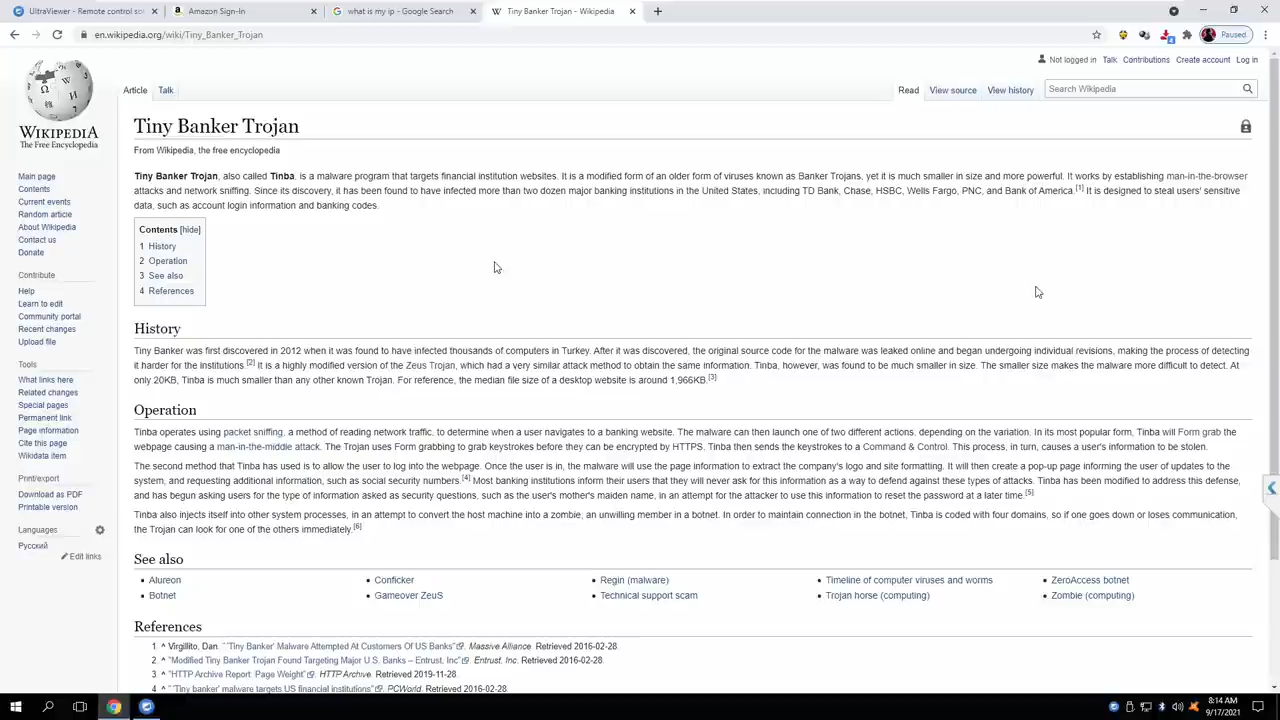 UltraViewer - Remote control so
Amazon Sign-In
what is my ip - Google Search
Tiny Banker Trojan - Wikipedia
en.wikipedia.org/wiki/Tiny_Banker_Trojan
Paused
Not logged in Talk Contributions Create account Log in
Article Talk
Read View source View history
Search Wikipedia
WIKIPEDIA
The Free Encyclopedia
Main page
Contents
Current events
Random article
About Wikipedia
Contact us
Donate
Contribute
Help
Learn to edit
Community portal
Recent changes
Upload file
Tools
What links here
Related changes
Special pages
Permanent link
Page information
Cite this page
Wikidata item
Print/export
Download as PDF
Printable version
Languages
Русский
Edit links
Tiny Banker Trojan
From Wikipedia, the free encyclopedia
Tiny Banker Trojan, also called Tinba, is a malware program that targets financial institution websites. It is a modified form of an older form of viruses known as Banker Trojans, yet it is much smaller in size and more powerful. It works by establishing man-in-the-browser
attacks and network sniffing. Since its discovery, it has been found to have infected more than two dozen major banking institutions in the United States, including TD Bank, Chase, HSBC, Wells Fargo, PNC, and Bank of America.[1] It is designed to steal users' sensitive
data, such as account login information and banking codes.
Contents [hide]
1 History
2 Operation
3 See also
4 References
History
Tiny Banker was first discovered in 2012 when it was found to have infected thousands of computers in Turkey. After it was discovered, the original source code for the malware was leaked online and began undergoing individual revisions, making the process of detecting
it harder for the institutions.[2] It is a highly modified version of the Zeus Trojan, which had a very similar attack method to obtain the same information. Tinba, however, was found to be much smaller in size. The smaller size makes the malware more difficult to detect. At
only 20KB, Tinba is much smaller than any other known Trojan. For reference, the median file size of a desktop website is around 1,966KB.[3]
Operation
Tinba operates using packet sniffing, a method of reading network traffic, to determine when a user navigates to a banking website. The malware can then launch one of two different actions, depending on the variation. In its most popular form, Tinba will Form grab the
webpage causing a man-in-the-middle attack. The Trojan uses Form grabbing to grab keystrokes before they can be encrypted by HTTPS. Tinba then sends the keystrokes to a Command & Control. This process, in turn, causes a user's information to be stolen.
The second method that Tinba has used is to allow the user to log into the webpage. Once the user is in, the malware will use the page information to extract the company's logo and site formatting. It will then create a pop-up page informing the user of updates to the
system, and requesting additional information, such as social security numbers.[4] Most banking institutions inform their users that they will never ask for this information as a way to defend against these types of attacks. Tinba has been modified to address this defense,
and has begun asking users for the type of information asked as security questions, such as the user's mother's maiden name, in an attempt for the attacker to use this information to reset the password at a later time.[5]
Tinba also injects itself into other system processes, in an attempt to convert the host machine into a zombie, an unwilling member in a botnet. In order to maintain connection in the botnet, Tinba is coded with four domains, so if one goes down or loses communication,
the Trojan can look for one of the others immediately.[6]
See also
• Alureon • Conficker • Regin (malware) • Timeline of computer viruses and worms • ZeroAccess botnet
• Botnet • Gameover ZeuS • Technical support scam • Trojan horse (computing) • Zombie (computing)
References
1 ^ Virgillito, Dan. "'Tiny Banker' Malware Attempted At Customers Of US Banks". Massive Alliance. Retrieved 2016-02-28.
2 ^ "Modified Tiny Banker Trojan Found Targeting Major U.S. Banks – Entrust, Inc". Entrust, Inc. Retrieved 2016-02-28.
3 ^ "HTTP Archive Report: Page Weight". HTTP Archive. Retrieved 2019-11-28.
4 ^ "'Tiny banker' malware targets US financial institutions". PCWorld. Retrieved 2016-02-28.
8:14 AM
9/17/2021